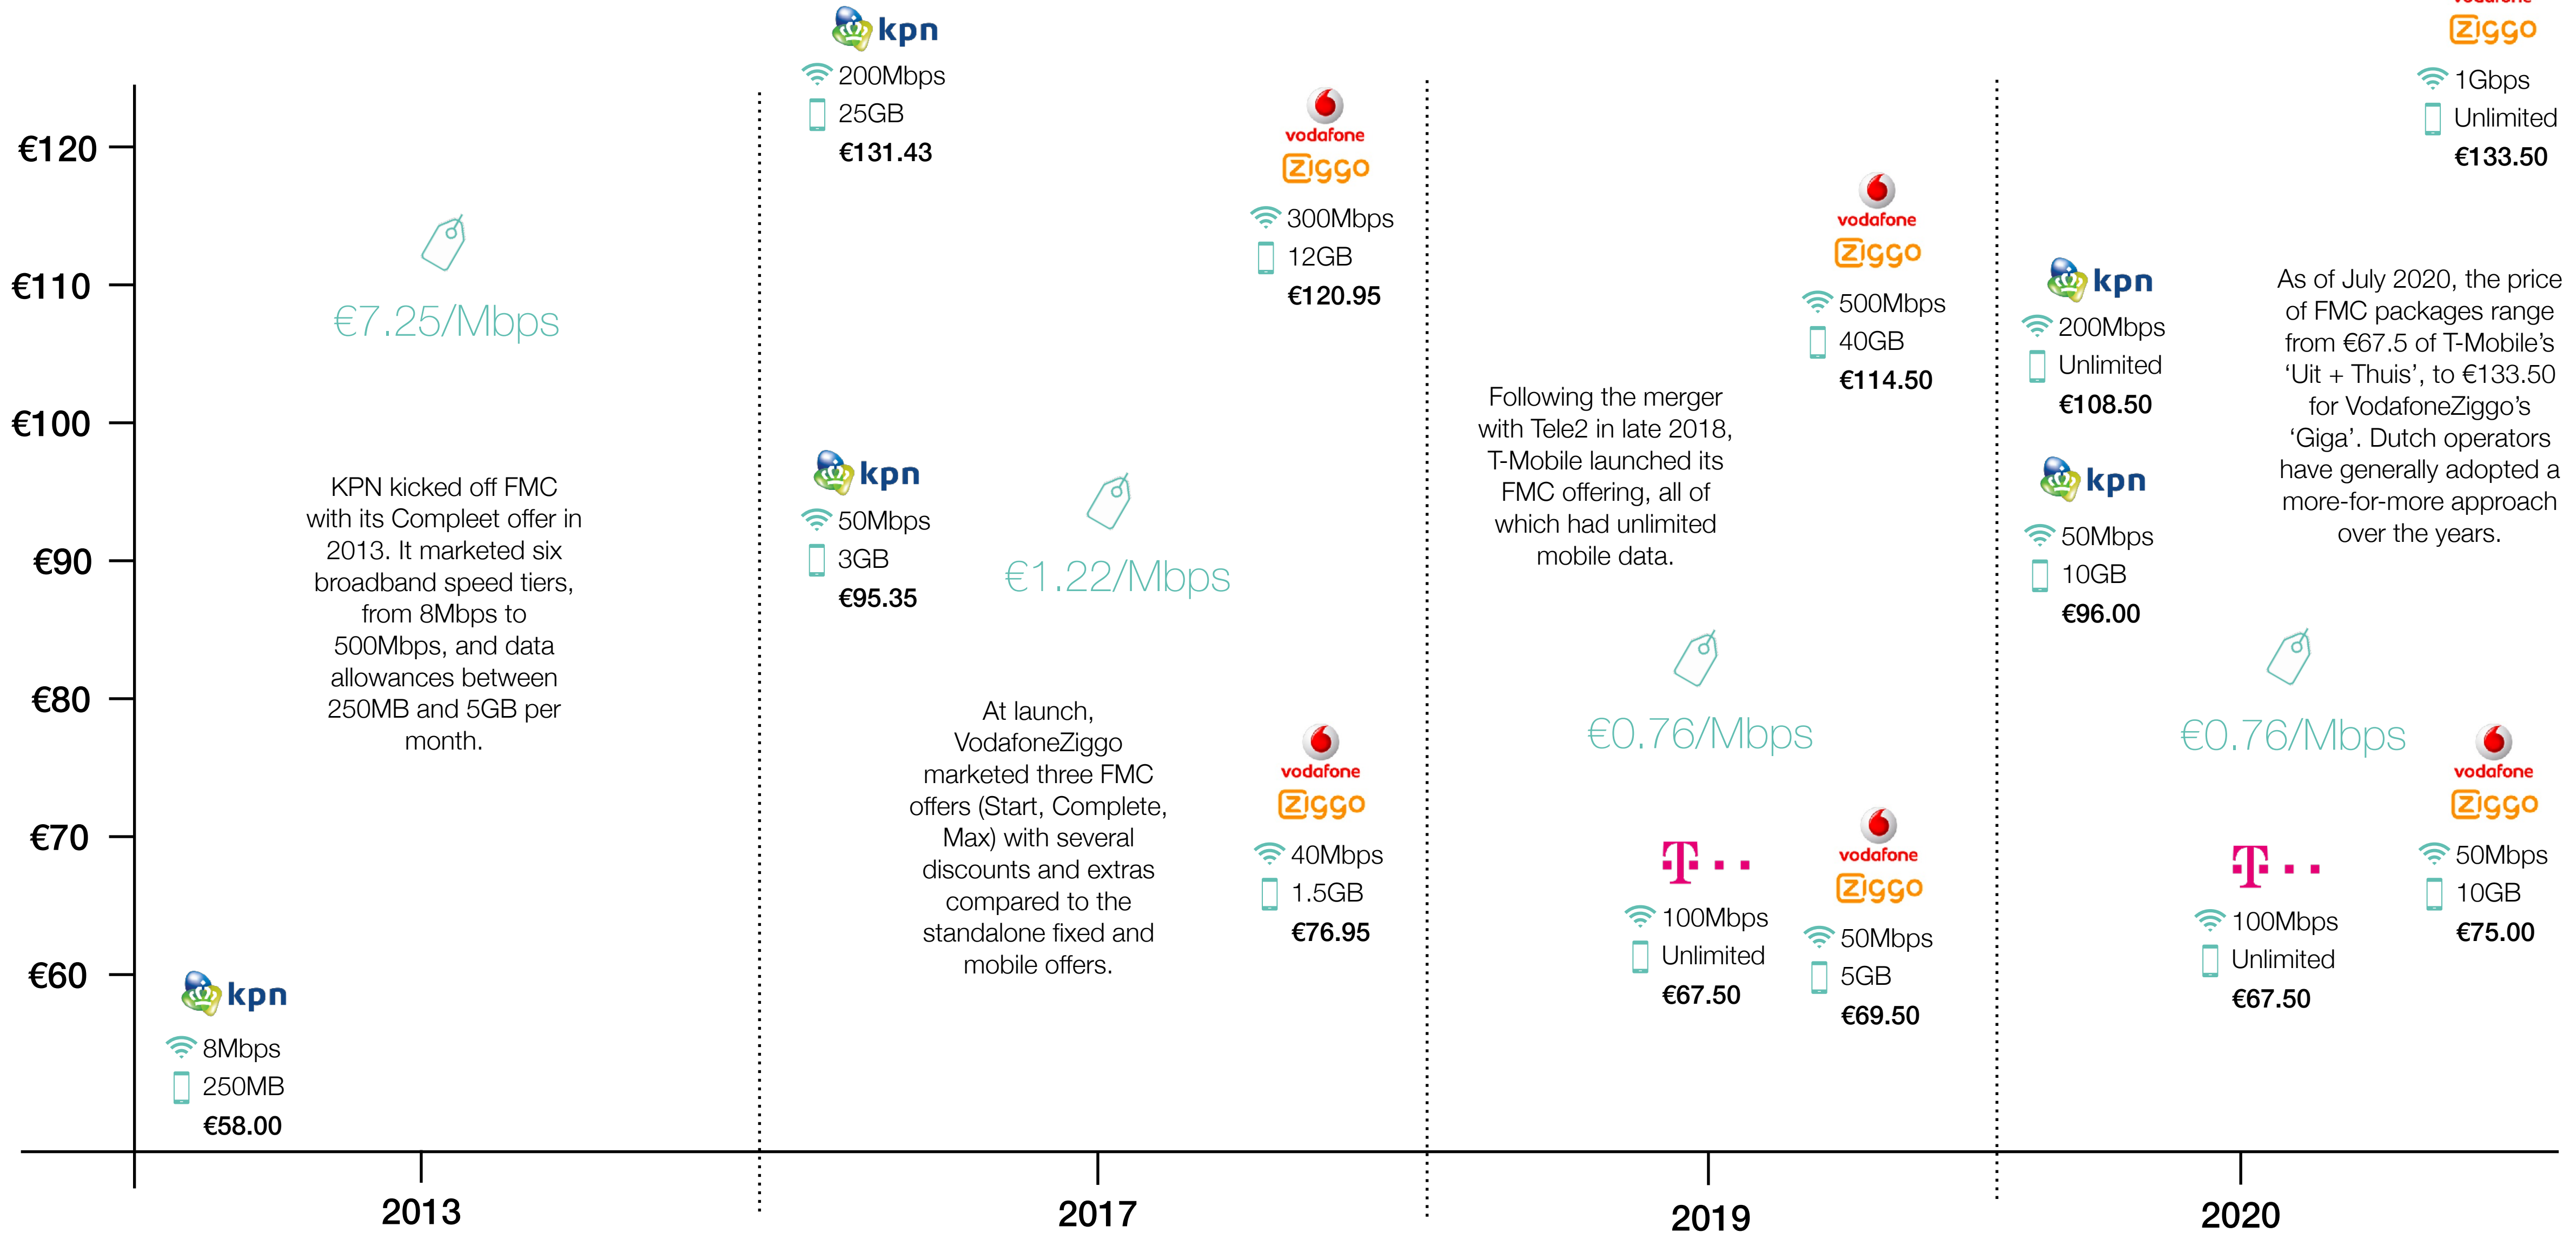 €120
€110
€100
€90
€80
€70
€60
€7.25/Mbps
KPN kicked off FMC
with its Compleet offer in
2013. It marketed six
broadband speed tiers,
from 8Mbps to
500Mbps, and data
allowances between
250MB and 5GB per
month.
kpn
8Mbps
250MB
€58.00
2013
kpn
200Mbps
25GB
€131.43
kpn
50Mbps
3GB
€95.35
€1.22/Mbps
At launch,
VodafoneZiggo
marketed three FMC
offers (Start, Complete,
Max) with several
discounts and extras
compared to the
standalone fixed and
mobile offers.
vodafone
ziggo
300Mbps
12GB
€120.95
vodafone
ziggo
40Mbps
1.5GB
€76.95
2017
Following the merger
with Tele2 in late 2018,
T-Mobile launched its
FMC offering, all of
which had unlimited
mobile data.
€0.76/Mbps
T
100Mbps
Unlimited
€67.50
vodafone
ziggo
500Mbps
40GB
€114.50
vodafone
ziggo
50Mbps
5GB
€69.50
2019
kpn
200Mbps
Unlimited
€108.50
kpn
50Mbps
10GB
€96.00
vodafone
ziggo
1Gbps
Unlimited
€133.50
As of July 2020, the price
of FMC packages range
from €67.5 of T-Mobile’s
‘Uit + Thuis’, to €133.50
for VodafoneZiggo’s
‘Giga’. Dutch operators
have generally adopted a
more-for-more approach
over the years.
€0.76/Mbps
T
100Mbps
Unlimited
€67.50
vodafone
ziggo
50Mbps
10GB
€75.00
2020